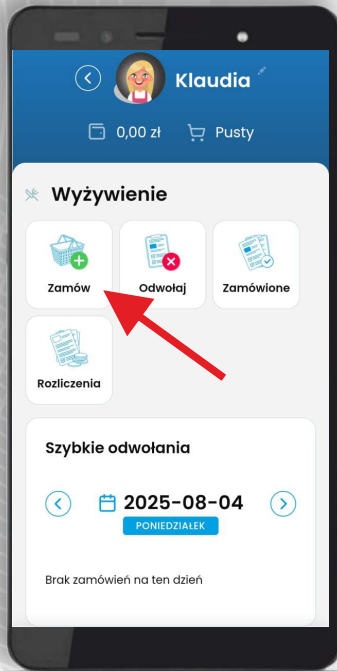 Klaudia
0,00 zł Pusty
Wyżywienie
Zamów Odwołaj Zamówione
Rozliczenia
Szybkie odwołania
2025-08-04
PONIEDZIAŁEK
Brak zamówień na ten dzień